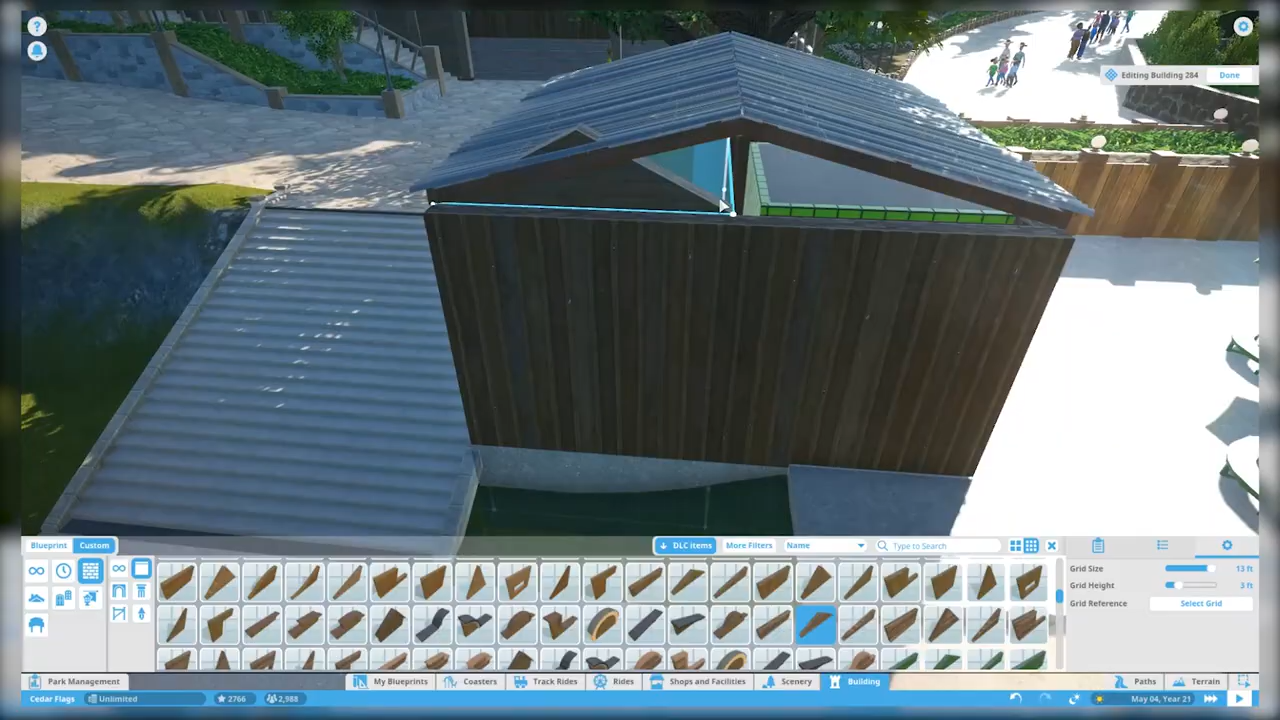 ?
Editing Building 284 Done
Blueprint Custom DLC items More Filters Name Type to Search
Grid Size 13 ft
Grid Height 3 ft
Grid Reference Select Grid
Park Management My Blueprints Coasters Track Rides Rides Shops and Facilities Scenery Building Paths Terrain
Cedar Flags Unlimited 2766 2,988 May 04, Year 21